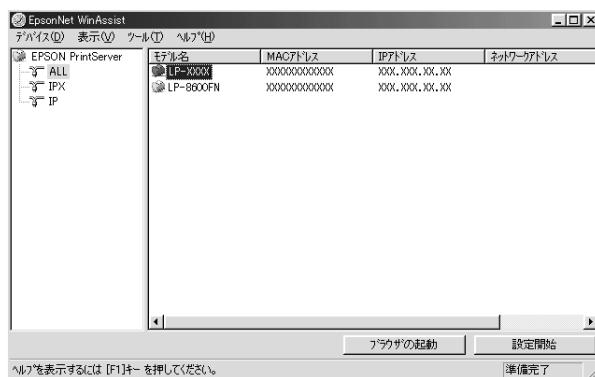 EpsonNet WinAssist
ﾃﾞﾊﾞｲｽ(D) 表示(V) ﾂｰﾙ(T) ﾍﾙﾌﾟ(H)
EPSON PrintServer
ALL
IPX
IP
ﾓﾃﾞﾙ名 MACｱﾄﾞﾚｽ IPｱﾄﾞﾚｽ ﾈｯﾄﾜｰｸｱﾄﾞﾚｽ
LP-XXXX XXXXXXXXXXXX XXX.XXX.XX.XX
LP-8600FN XXXXXXXXXXXX XXX.XXX.XX.XX
ﾌﾞﾗｳｻﾞの起動 設定開始
ﾍﾙﾌﾟを表示するには [F1]ｷｰ を押してください。 準備完了